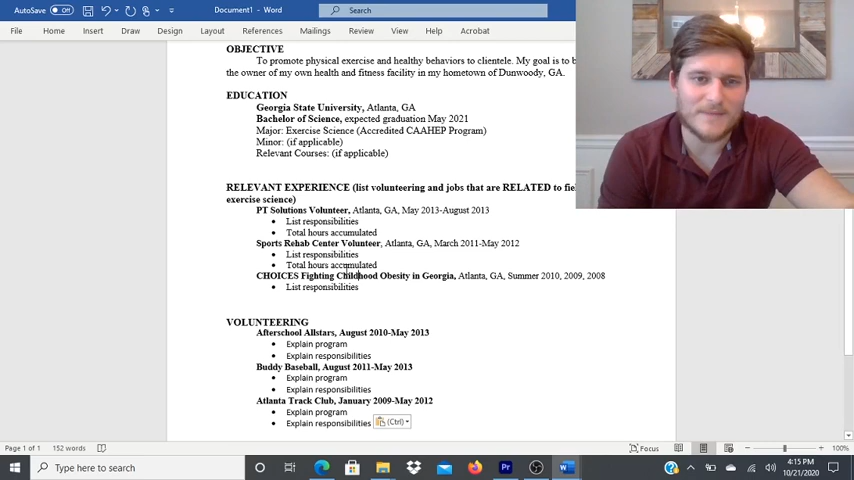 AutoSave Off Document1 - Word Search
File Home Insert Draw Design Layout References Mailings Review View Help Acrobat
OBJECTIVE
To promote physical exercise and healthy behaviors to clientele. My goal is to b
the owner of my own health and fitness facility in my hometown of Dunwoody, GA.
EDUCATION
Georgia State University, Atlanta, GA
Bachelor of Science, expected graduation May 2021
Major: Exercise Science (Accredited CAAHEP Program)
Minor: (if applicable)
Relevant Courses: (if applicable)
RELEVANT EXPERIENCE (list volunteering and jobs that are RELATED to fie
exercise science)
PT Solutions Volunteer, Atlanta, GA, May 2013-August 2013
• List responsibilities
• Total hours accumulated
Sports Rehab Center Volunteer, Atlanta, GA, March 2011-May 2012
• List responsibilities
• Total hours accumulated
CHOICES Fighting Childhood Obesity in Georgia, Atlanta, GA, Summer 2010, 2009, 2008
• List responsibilities
VOLUNTEERING
Afterschool Allstars, August 2010-May 2013
• Explain program
• Explain responsibilities
Buddy Baseball, August 2011-May 2013
• Explain program
• Explain responsibilities
Atlanta Track Club, January 2009-May 2012
• Explain program
• Explain responsibilities (Ctrl)
Page 1 of 1 152 words Focus 100%
Type here to search 4:15 PM
10/21/2020